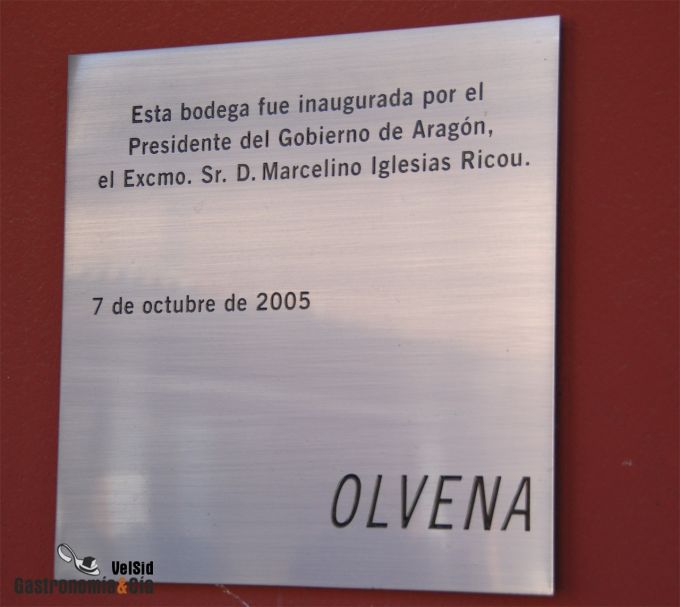 Esta bodega fue inaugurada por el
Presidente del Gobierno de Aragón,
el Excmo. Sr. D. Marcelino Iglesias Ricou.
7 de octubre de 2005
OLVENA
VelSid
Gastronomía&Cía